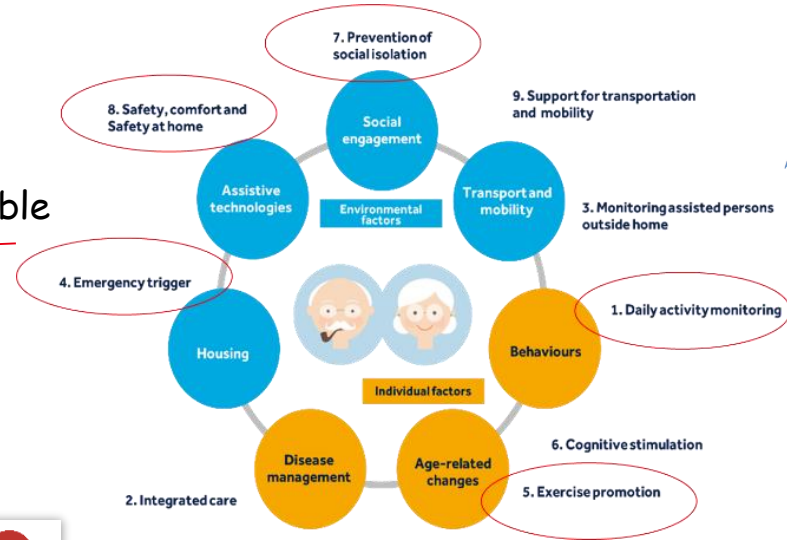 7. Prevention of
social isolation
8. Safety, comfort and
Safety at home
9. Support for transportation
and mobility
Social
engagement
ble
Assistive
technologies
Environmental
factors
Transport and
mobility
3. Monitoring assisted persons
outside home
4. Emergency trigger
1. Daily activity monitoring
Housing
Behaviours
Individual factors
Disease
management
Age-related
changes
6. Cognitive stimulation
5. Exercise promotion
2. Integrated care